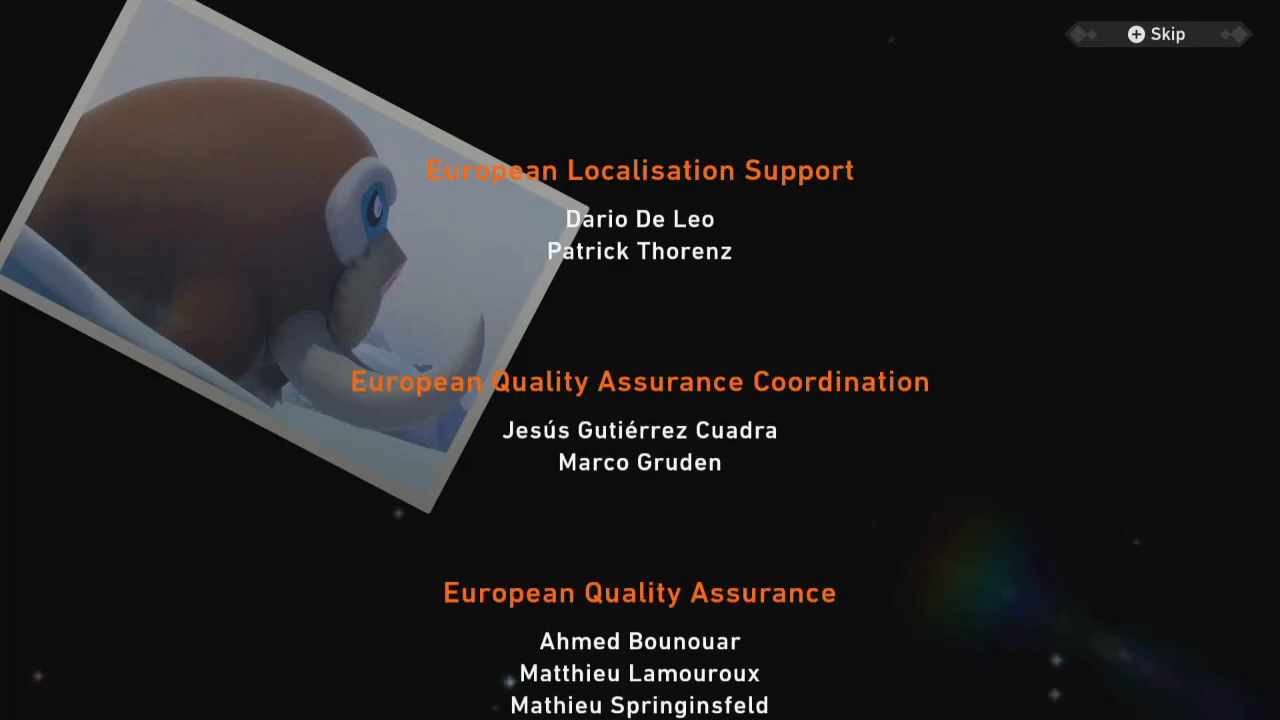 Skip
European Localisation Support
Dario De Leo
Patrick Thorenz
European Quality Assurance Coordination
Jesús Gutiérrez Cuadra
Marco Gruden
European Quality Assurance
Ahmed Bounouar
Matthieu Lamouroux
Mathieu Springinsfeld